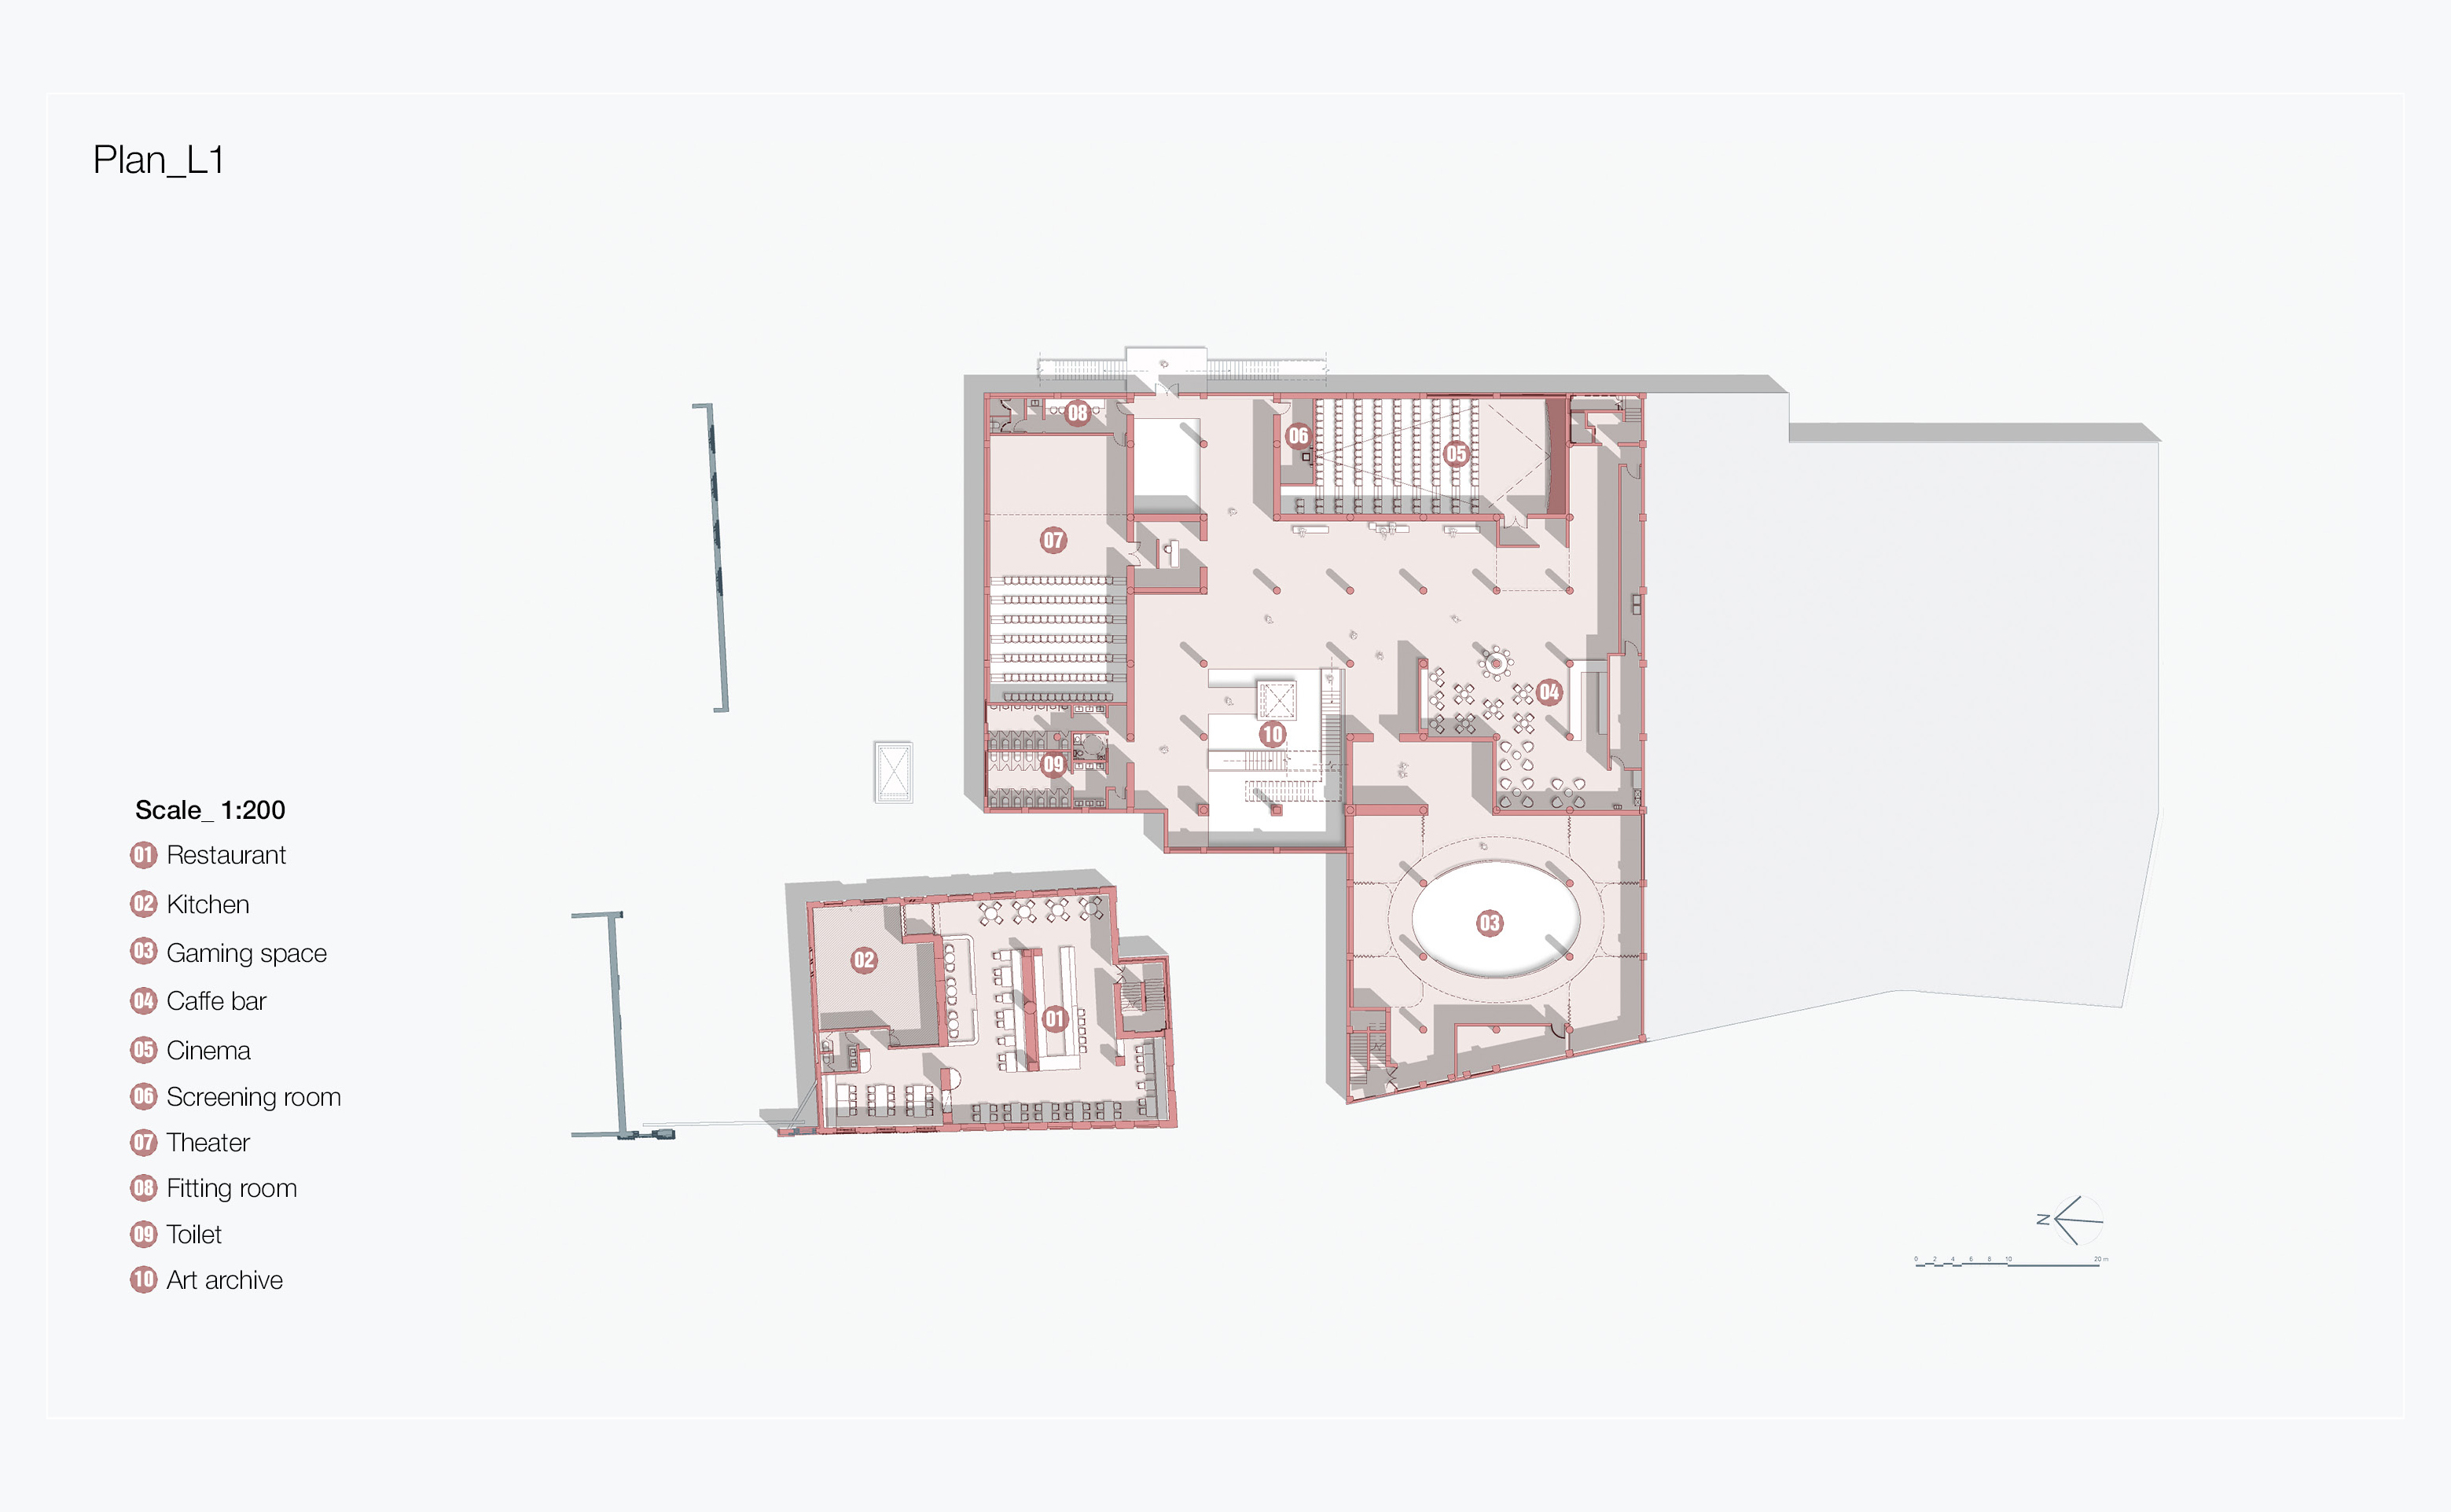 Plan_L1
08
06
05
07
04
10
09
03
02
01
Scale_ 1:200
01 Restaurant
02 Kitchen
03 Gaming space
04 Caffe bar
05 Cinema
06 Screening room
07 Theater
08 Fitting room
09 Toilet
10 Art archive
N
0 2 4 6 8 10 20 m